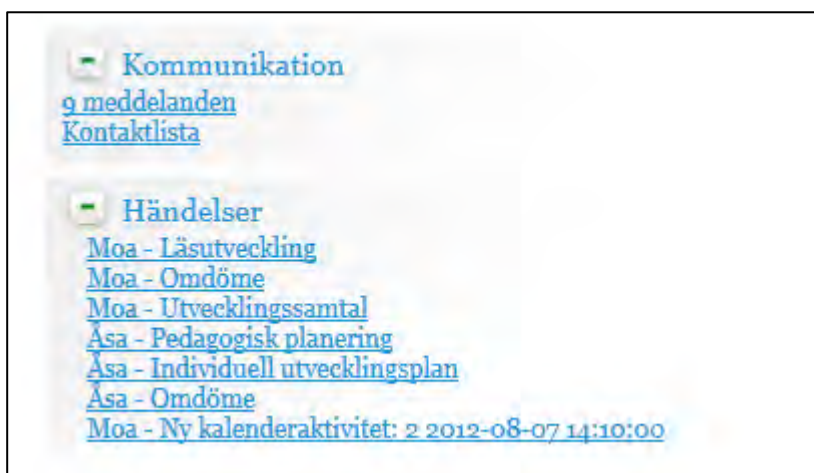 Kommunikation
9 meddelanden
Kontaktlista
Händelser
Moa - Läsutveckling
Moa - Omdöme
Moa - Utvecklingssamtal
Åsa - Pedagogisk planering
Åsa - Individuell utvecklingsplan
Åsa - Omdöme
Moa - Ny kalenderaktivitet: 2 2012-08-07 14:10:00